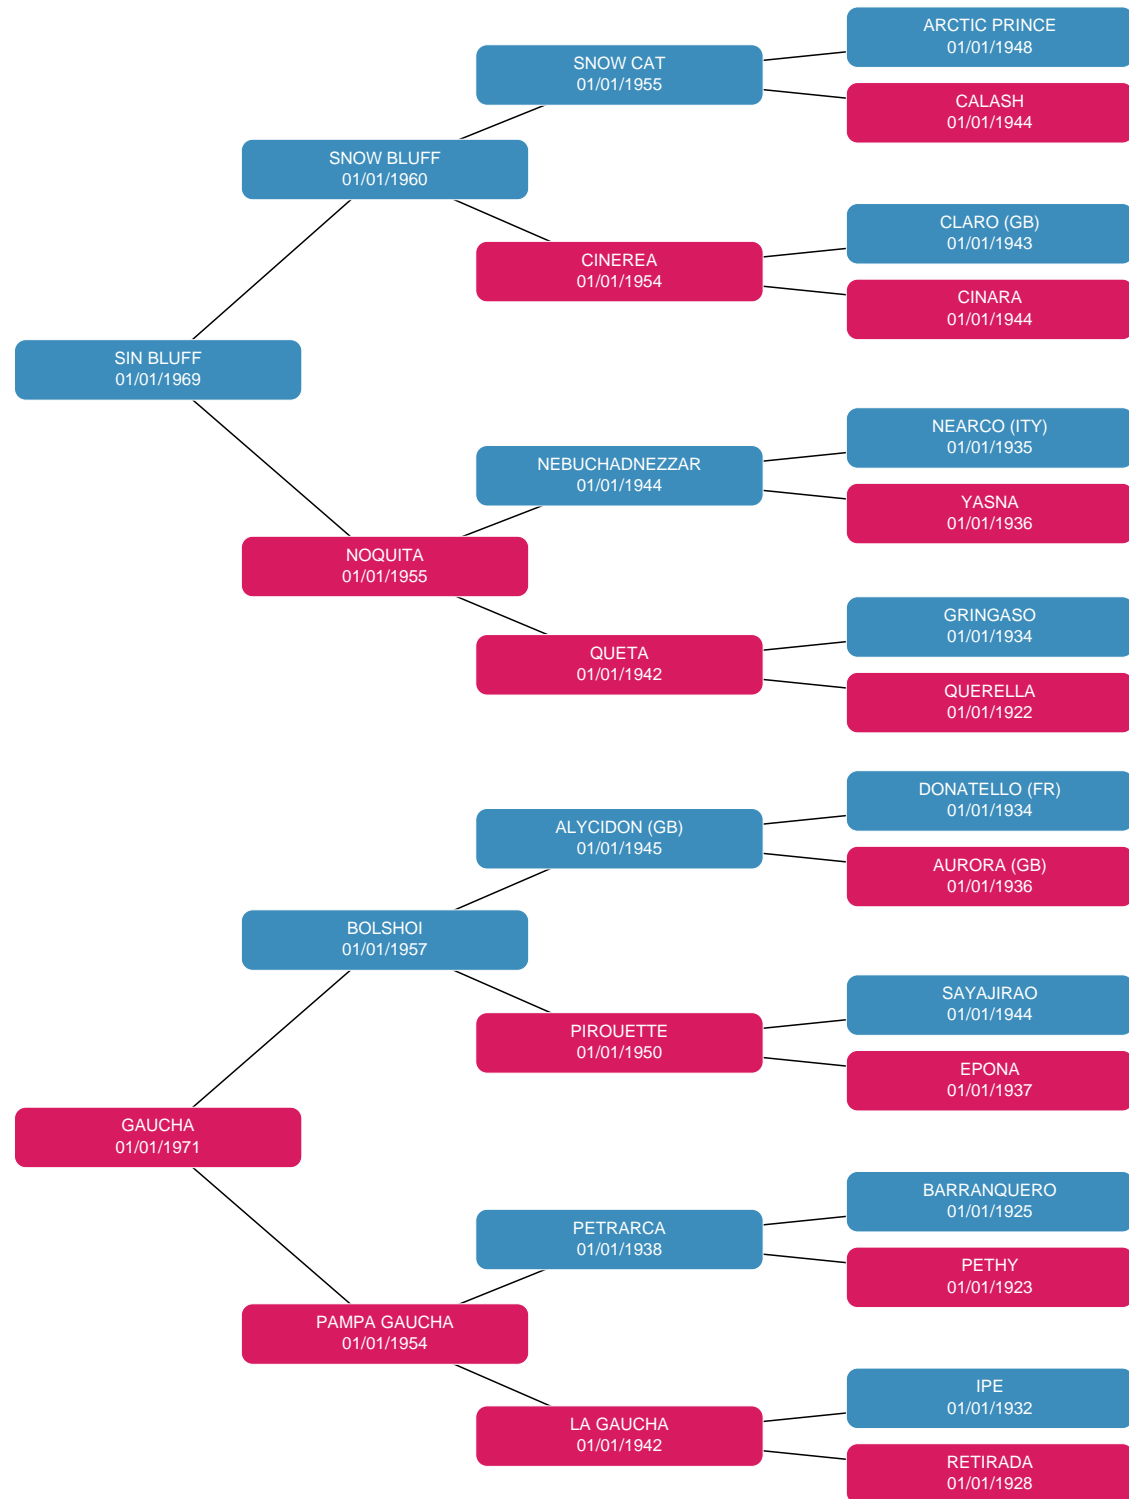 ARCTIC PRINCE
01/01/1948
SNOW CAT
01/01/1955
CALASH
01/01/1944
SNOW BLUFF
01/01/1960
CLARO (GB)
01/01/1943
CINEREA
01/01/1954
CINARA
01/01/1944
SIN BLUFF
01/01/1969
NEARCO (ITY)
01/01/1935
NEBUCHADNEZZAR
01/01/1944
YASNA
01/01/1936
NOQUITA
01/01/1955
GRINGASO
01/01/1934
QUETA
01/01/1942
QUERELLA
01/01/1922
DONATELLO (FR)
01/01/1934
ALYCIDON (GB)
01/01/1945
AURORA (GB)
01/01/1936
BOLSHOI
01/01/1957
SAYAJIRAO
01/01/1944
PIROUETTE
01/01/1950
EPONA
01/01/1937
GAUCHA
01/01/1971
BARRANQUERO
01/01/1925
PETRARCA
01/01/1938
PETHY
01/01/1923
PAMPA GAUCHA
01/01/1954
IPE
01/01/1932
LA GAUCHA
01/01/1942
RETIRADA
01/01/1928